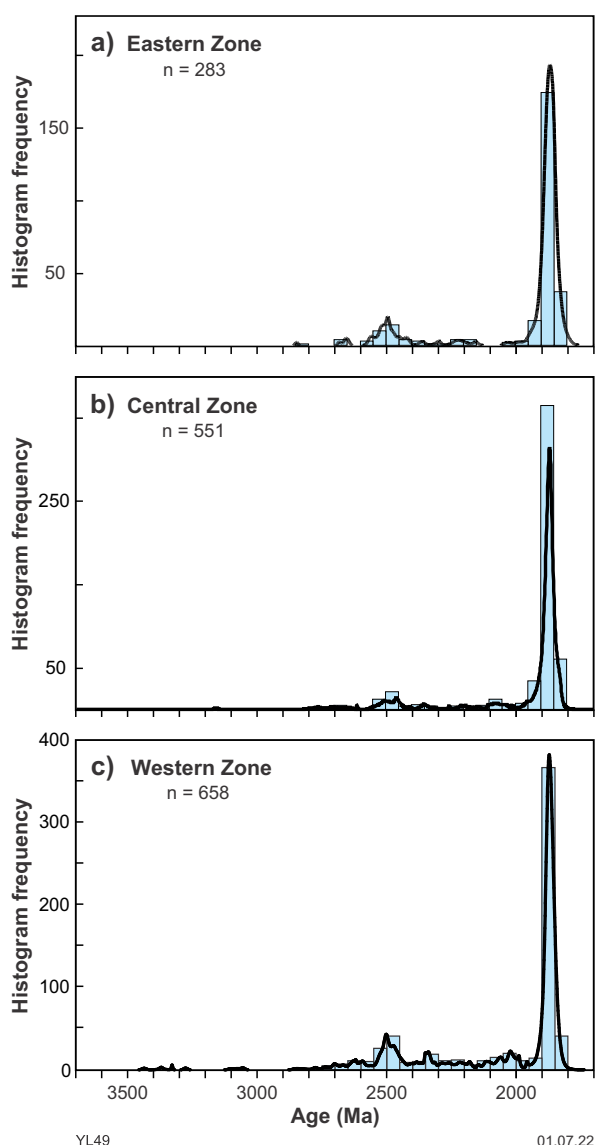 a) Eastern Zone
n = 283
Histogram frequency
150
50
b) Central Zone
n = 551
Histogram frequency
250
50
c) Western Zone
n = 658
Histogram frequency
400
300
200
100
0
3500 3000 2500 2000
Age (Ma)
YL49 01.07.22